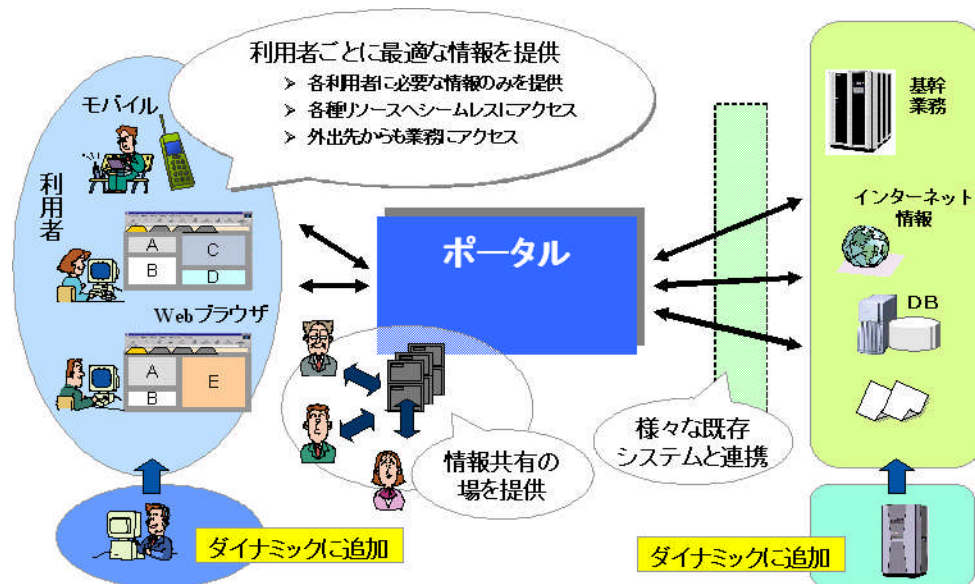 利用者ごとに最適な情報を提供
➢ 各利用者に必要な情報のみを提供
➢ 各種リソースへシームレスにアクセス
➢ 外出先からも業務にアクセス
モバイル
利用者
A
B
C
D
Webブラウザ
A
B
E
ポータル
情報共有の
場を提供
様々な既存
システムと連携
基幹
業務
インターネット
情報
DB
ダイナミックに追加
ダイナミックに追加